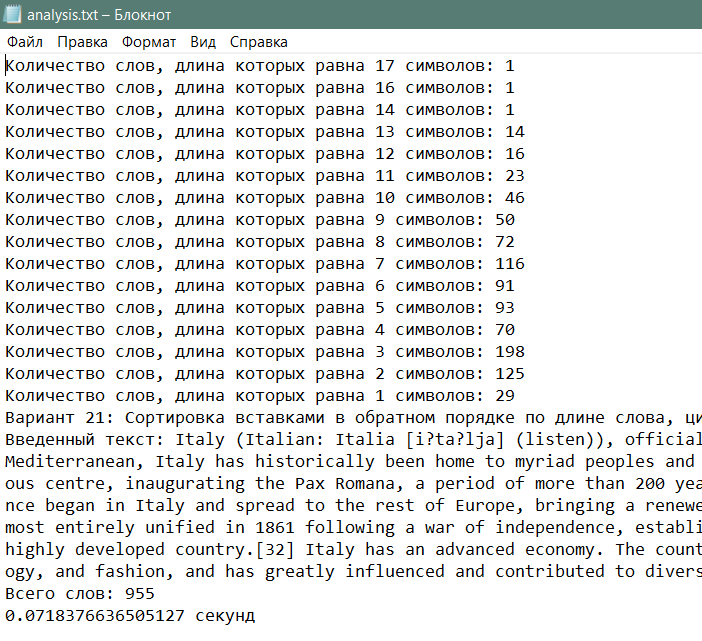 analysis.txt – Блокнот
Файл Правка Формат Вид Справка
Количество слов, длина которых равна 17 символов: 1
Количество слов, длина которых равна 16 символов: 1
Количество слов, длина которых равна 14 символов: 1
Количество слов, длина которых равна 13 символов: 14
Количество слов, длина которых равна 12 символов: 16
Количество слов, длина которых равна 11 символов: 23
Количество слов, длина которых равна 10 символов: 46
Количество слов, длина которых равна 9 символов: 50
Количество слов, длина которых равна 8 символов: 72
Количество слов, длина которых равна 7 символов: 116
Количество слов, длина которых равна 6 символов: 91
Количество слов, длина которых равна 5 символов: 93
Количество слов, длина которых равна 4 символов: 70
Количество слов, длина которых равна 3 символов: 198
Количество слов, длина которых равна 2 символов: 125
Количество слов, длина которых равна 1 символов: 29
Вариант 21: Сортировка вставками в обратном порядке по длине слова, ци
Введенный текст: Italy (Italian: Italia [i?ta?lja] (listen)), official
Mediterranean, Italy has historically been home to myriad peoples and
ous centre, inaugurating the Pax Romana, a period of more than 200 yea
nce began in Italy and spread to the rest of Europe, bringing a renewe
most entirely unified in 1861 following a war of independence, establi
highly developed country.[32] Italy has an advanced economy. The count
ogy, and fashion, and has greatly influenced and contributed to divers
Всего слов: 955
0.0718376636505127 секунд